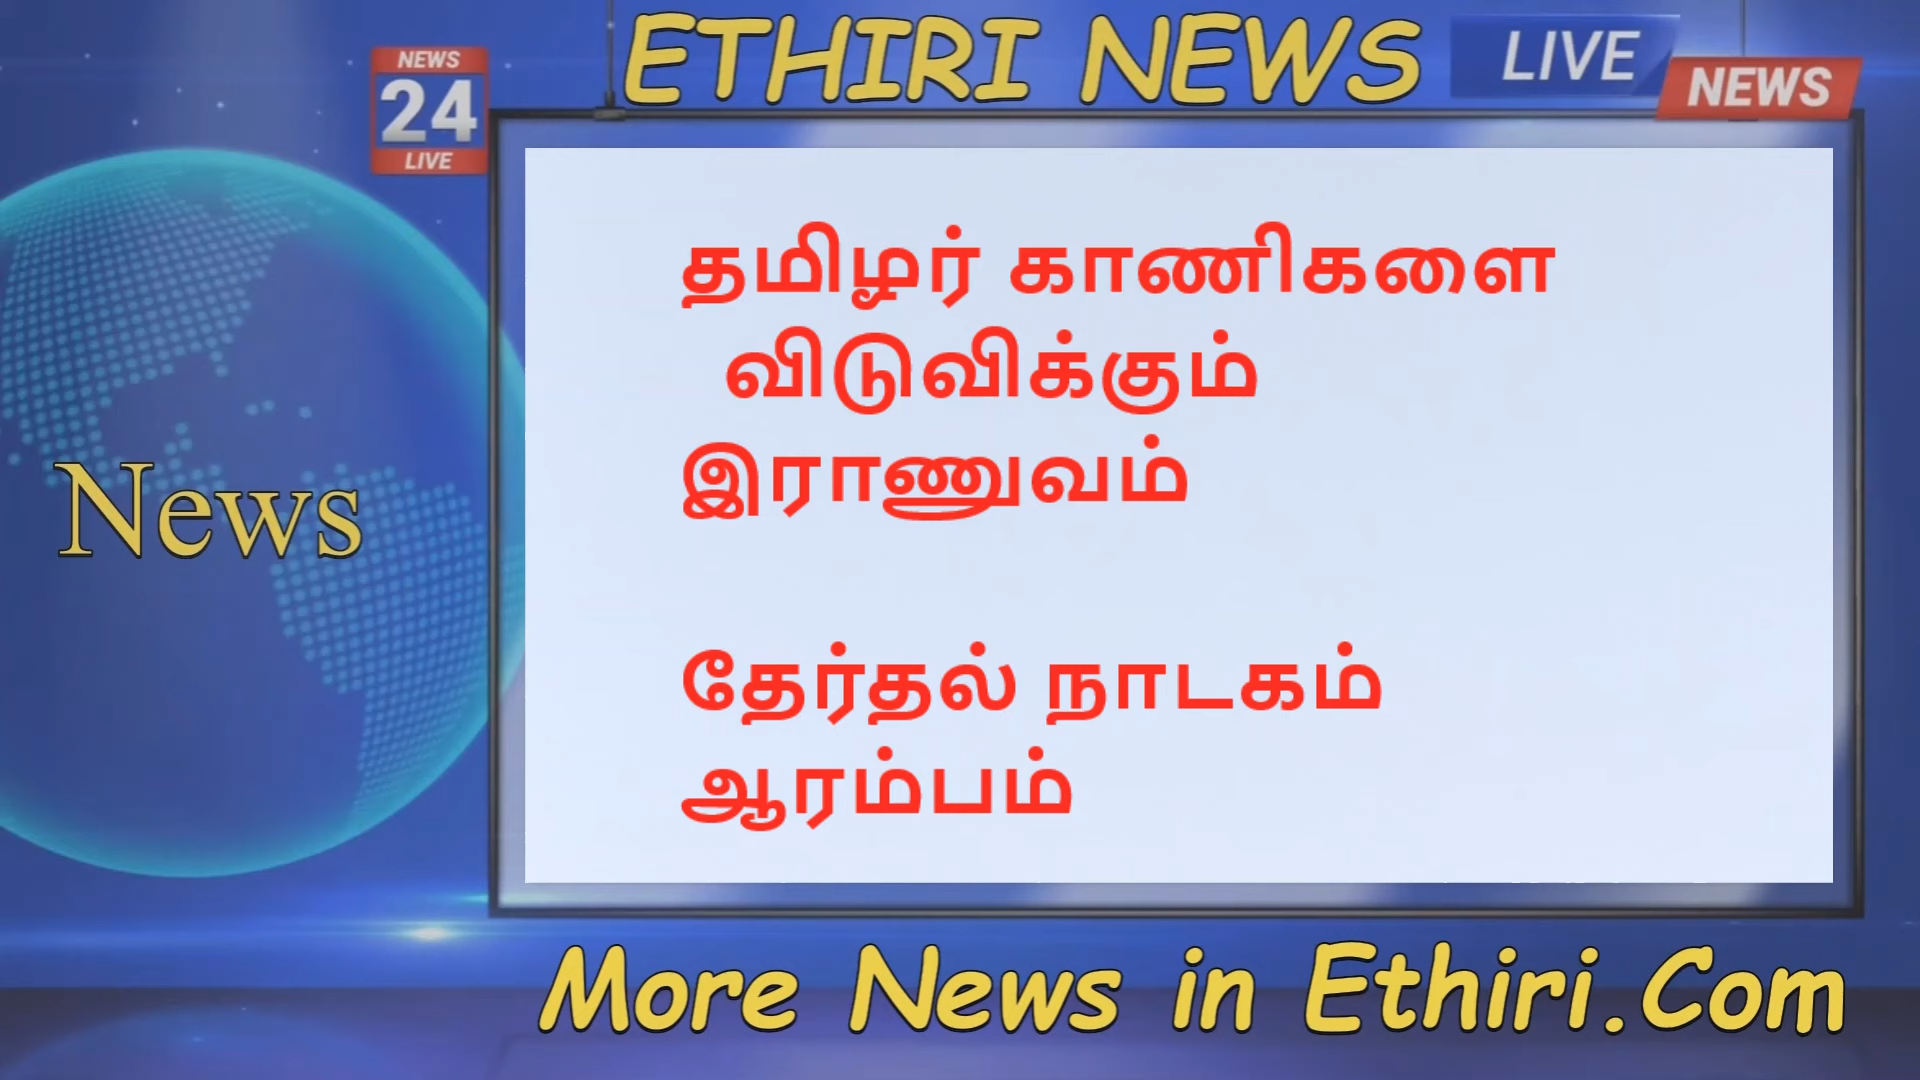 ETHIRI NEWS
LIVE
NEWS
NEWS
24
LIVE
தமிழர் காணிகளை
விடுவிக்கும்
இராணுவம்
தேர்தல் நாடகம்
ஆரம்பம்
News
More News in Ethiri.Com